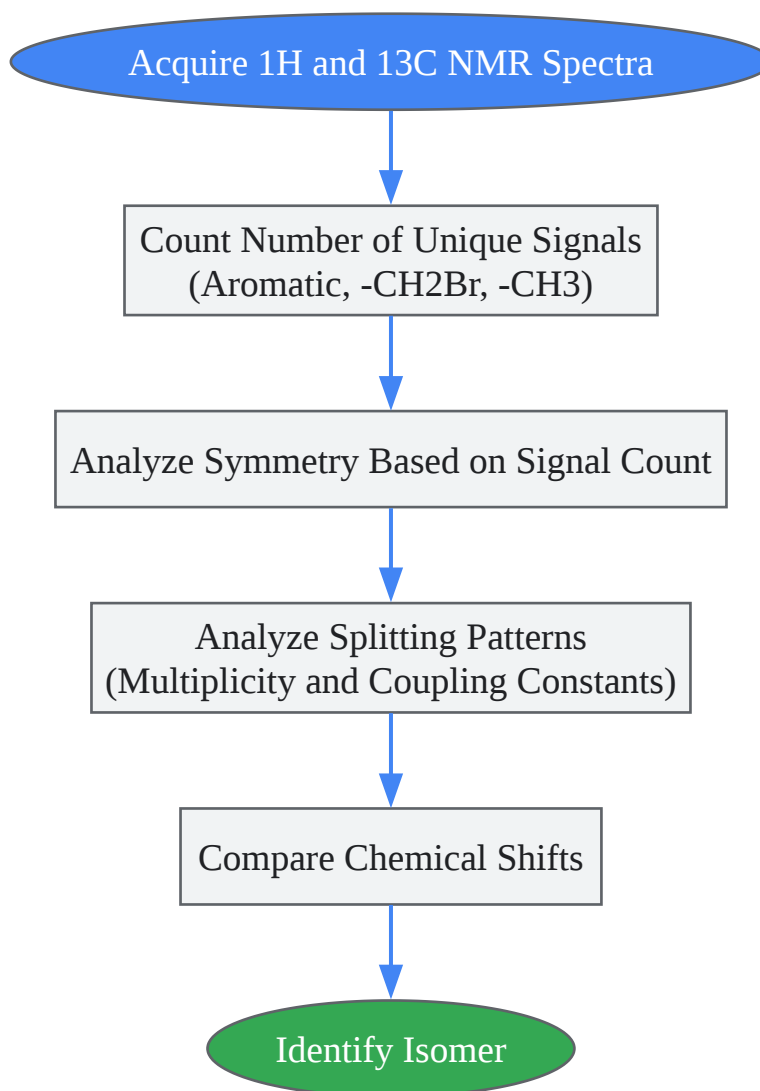 Acquire 1H and 13C NMR Spectra
Count Number of Unique Signals
(Aromatic, -CH2Br, -CH3)
Analyze Symmetry Based on Signal Count
Analyze Splitting Patterns
(Multiplicity and Coupling Constants)
Compare Chemical Shifts
Identify Isomer